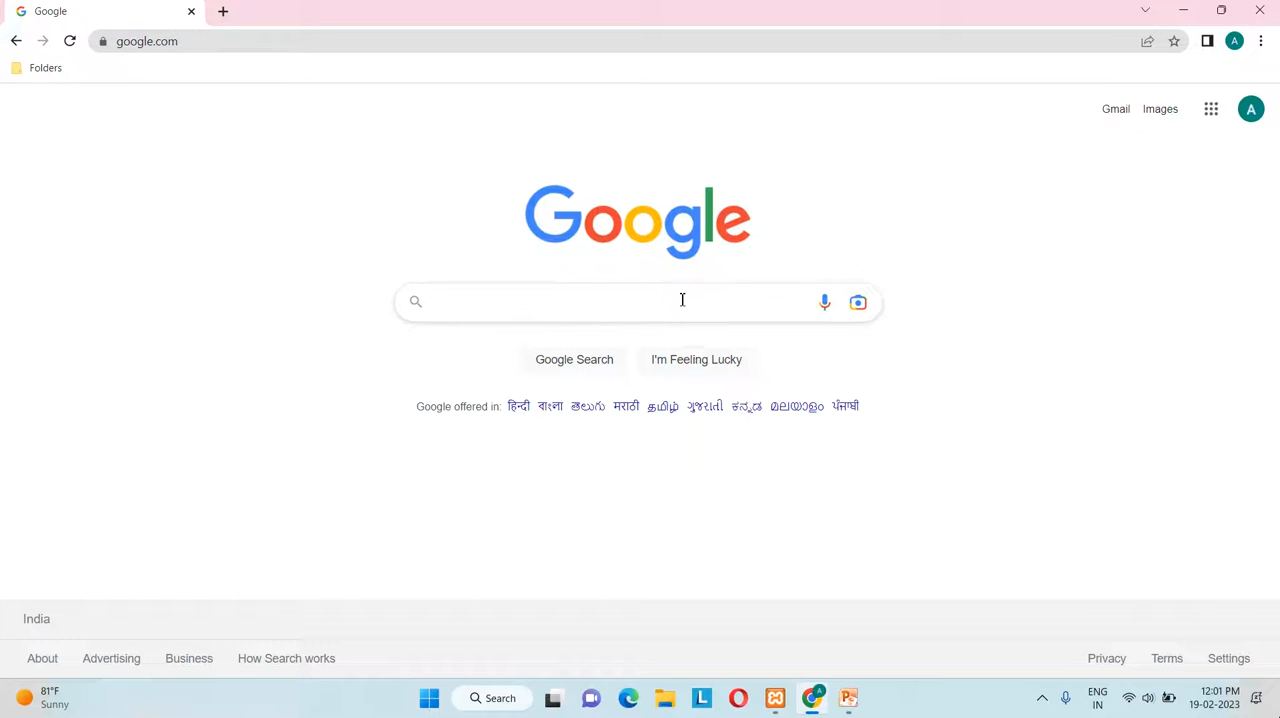 Google
google.com
Folders
Gmail Images A
Google
Google Search I'm Feeling Lucky
Google offered in: हिन्दी বাংলা తెలుగు मराठी தமிழ் ગુજરાતી ಕನ್ನಡ മലയാളം ਪੰਜਾਬੀ
India
About Advertising Business How Search works Privacy Terms Settings
81°F
Sunny
Search
ENG
IN
12:01 PM
19-02-2023